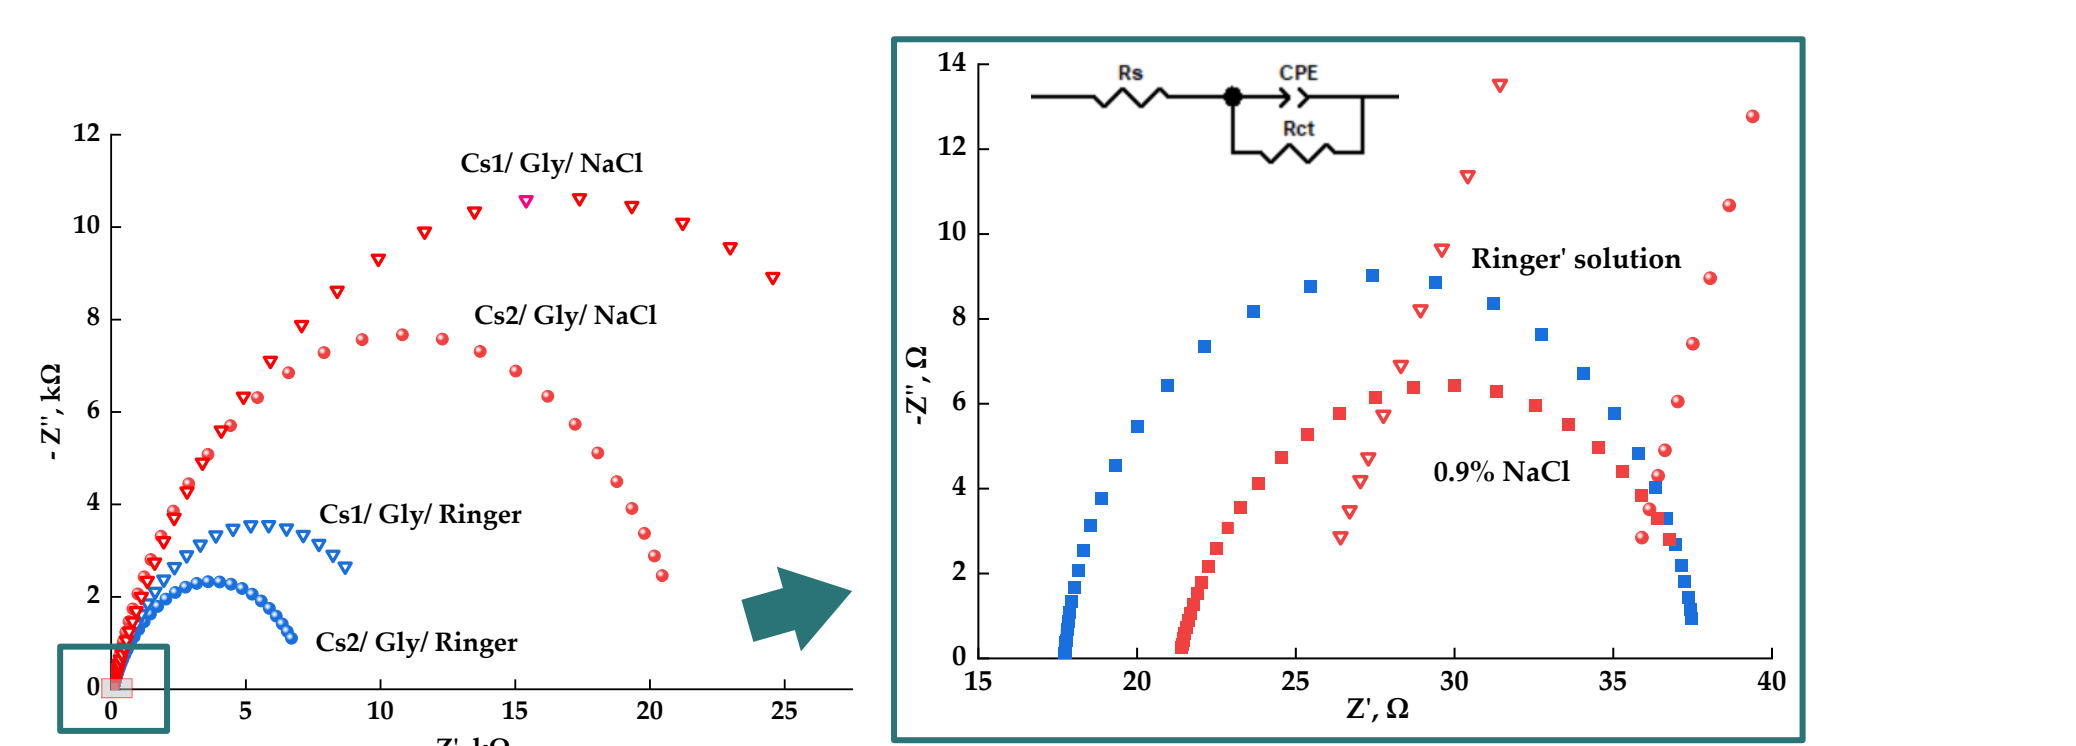 12
10
8
6
4
2
0
0 5 10 15 20 25
- Z'', kΩ
Z', kΩ
Cs1/ Gly/ NaCl
Cs2/ Gly/ NaCl
Cs1/ Gly/ Ringer
Cs2/ Gly/ Ringer
14
12
10
8
6
4
2
0
15 20 25 30 35 40
-Z'', Ω
Z', Ω
Rs
CPE
Rct
Ringer' solution
0.9% NaCl